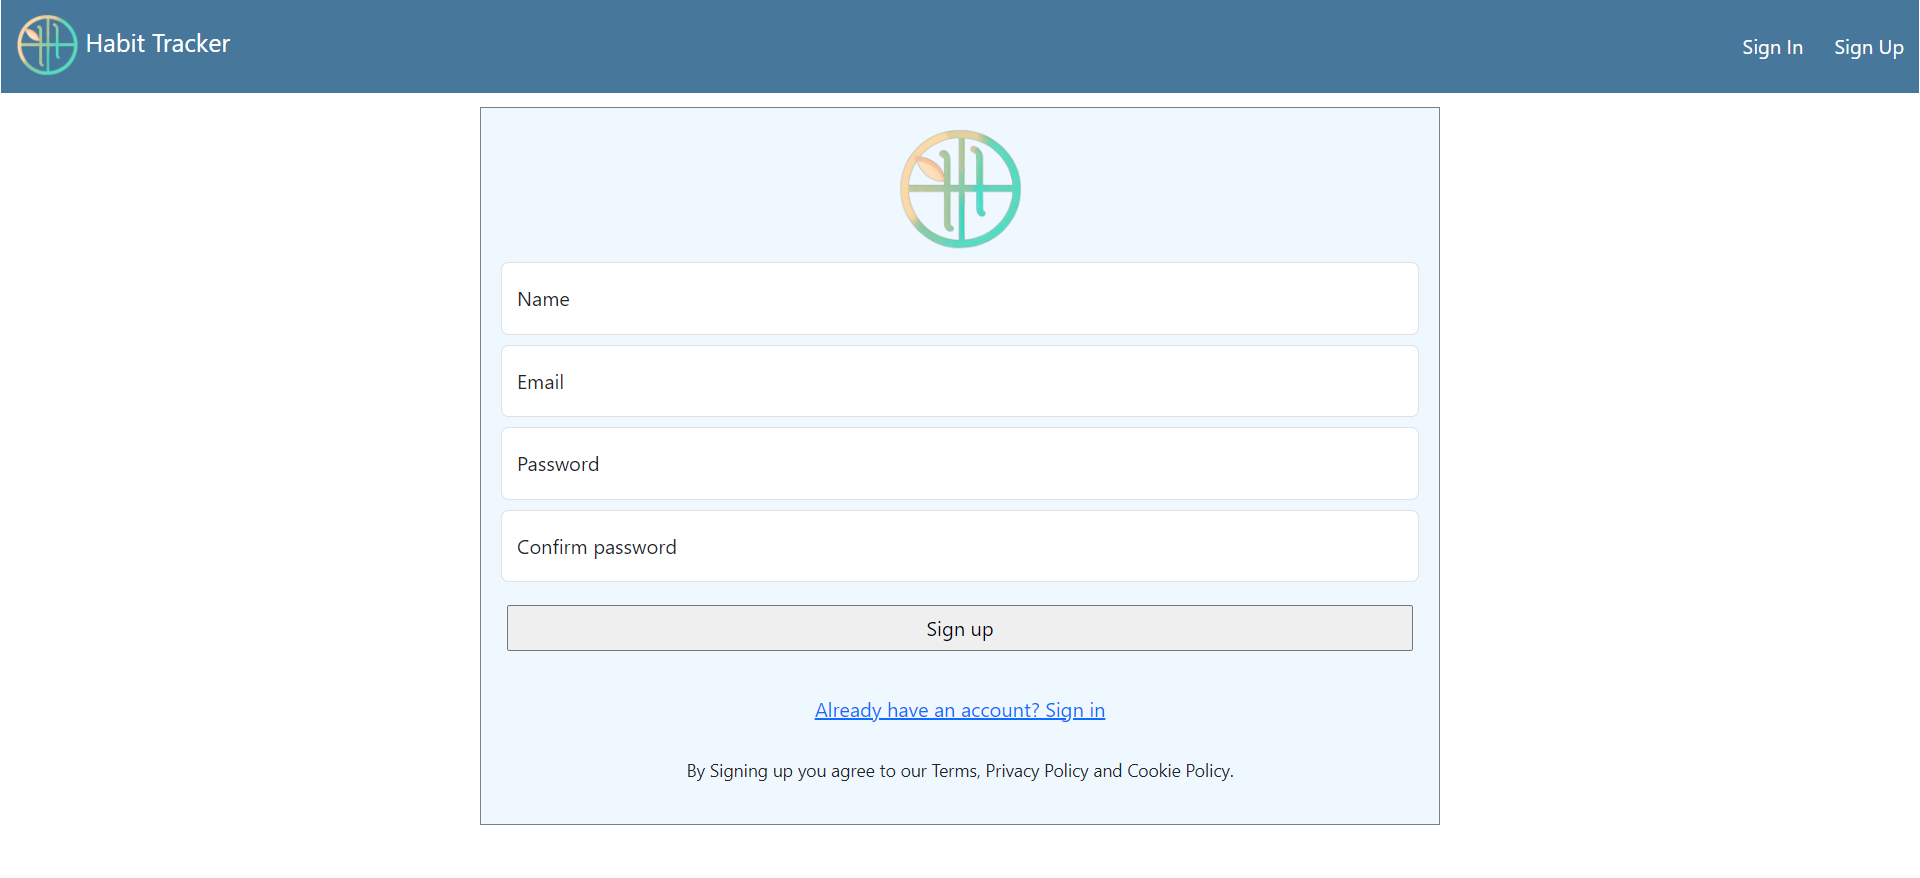 Habit Tracker
Sign In
Sign Up
Name
Email
Password
Confirm password
Sign up
Already have an account? Sign in
By Signing up you agree to our Terms, Privacy Policy and Cookie Policy.